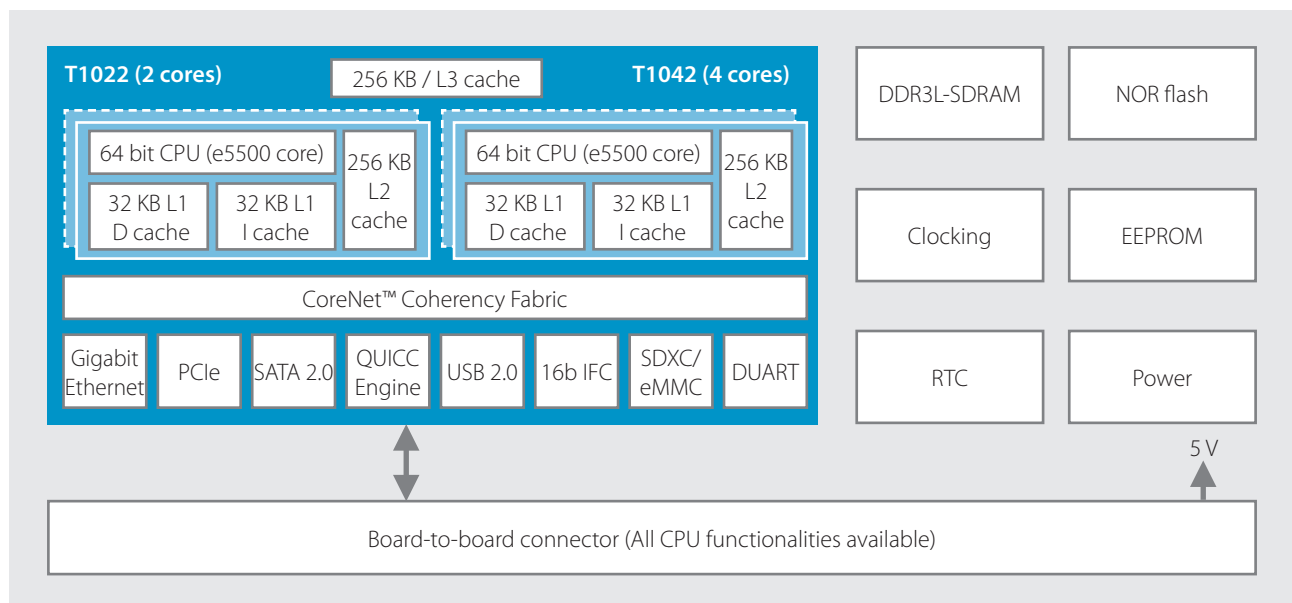 T1022 (2 cores)
256 KB / L3 cache
T1042 (4 cores)
64 bit CPU (e5500 core)
32 KB L1
D cache
32 KB L1
I cache
256 KB
L2
cache
64 bit CPU (e5500 core)
32 KB L1
D cache
32 KB L1
I cache
256 KB
L2
cache
CoreNet™ Coherency Fabric
Gigabit
Ethernet
PCIe
SATA 2.0
QUICC
Engine
USB 2.0
16b IFC
SDXC/
eMMC
DUART
DDR3L-SDRAM
NOR flash
Clocking
EEPROM
RTC
Power
5 V
Board-to-board connector (All CPU functionalities available)